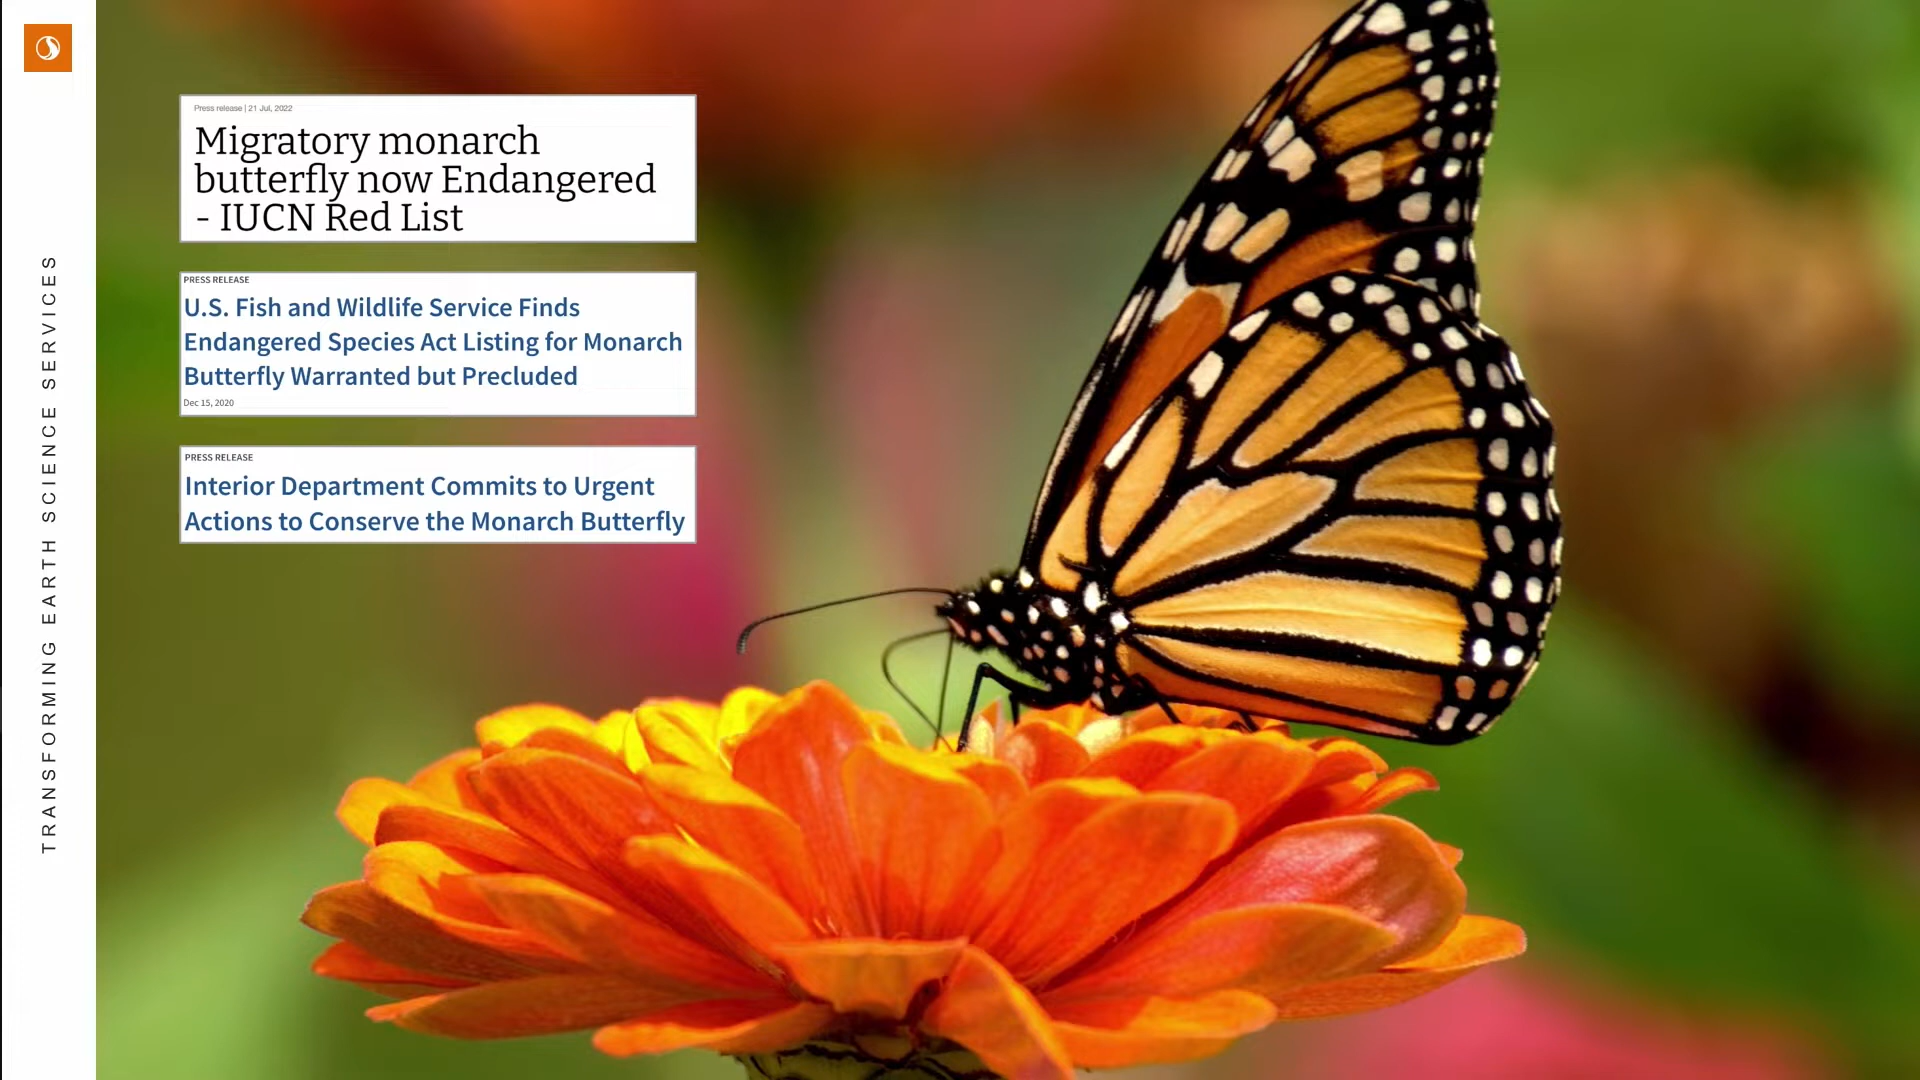 TRANSFORMING EARTH SCIENCE SERVICES
Press release | 21 Jul, 2022
Migratory monarch
butterfly now Endangered
- IUCN Red List
PRESS RELEASE
U.S. Fish and Wildlife Service Finds
Endangered Species Act Listing for Monarch
Butterfly Warranted but Precluded
Dec 15, 2020
PRESS RELEASE
Interior Department Commits to Urgent
Actions to Conserve the Monarch Butterfly